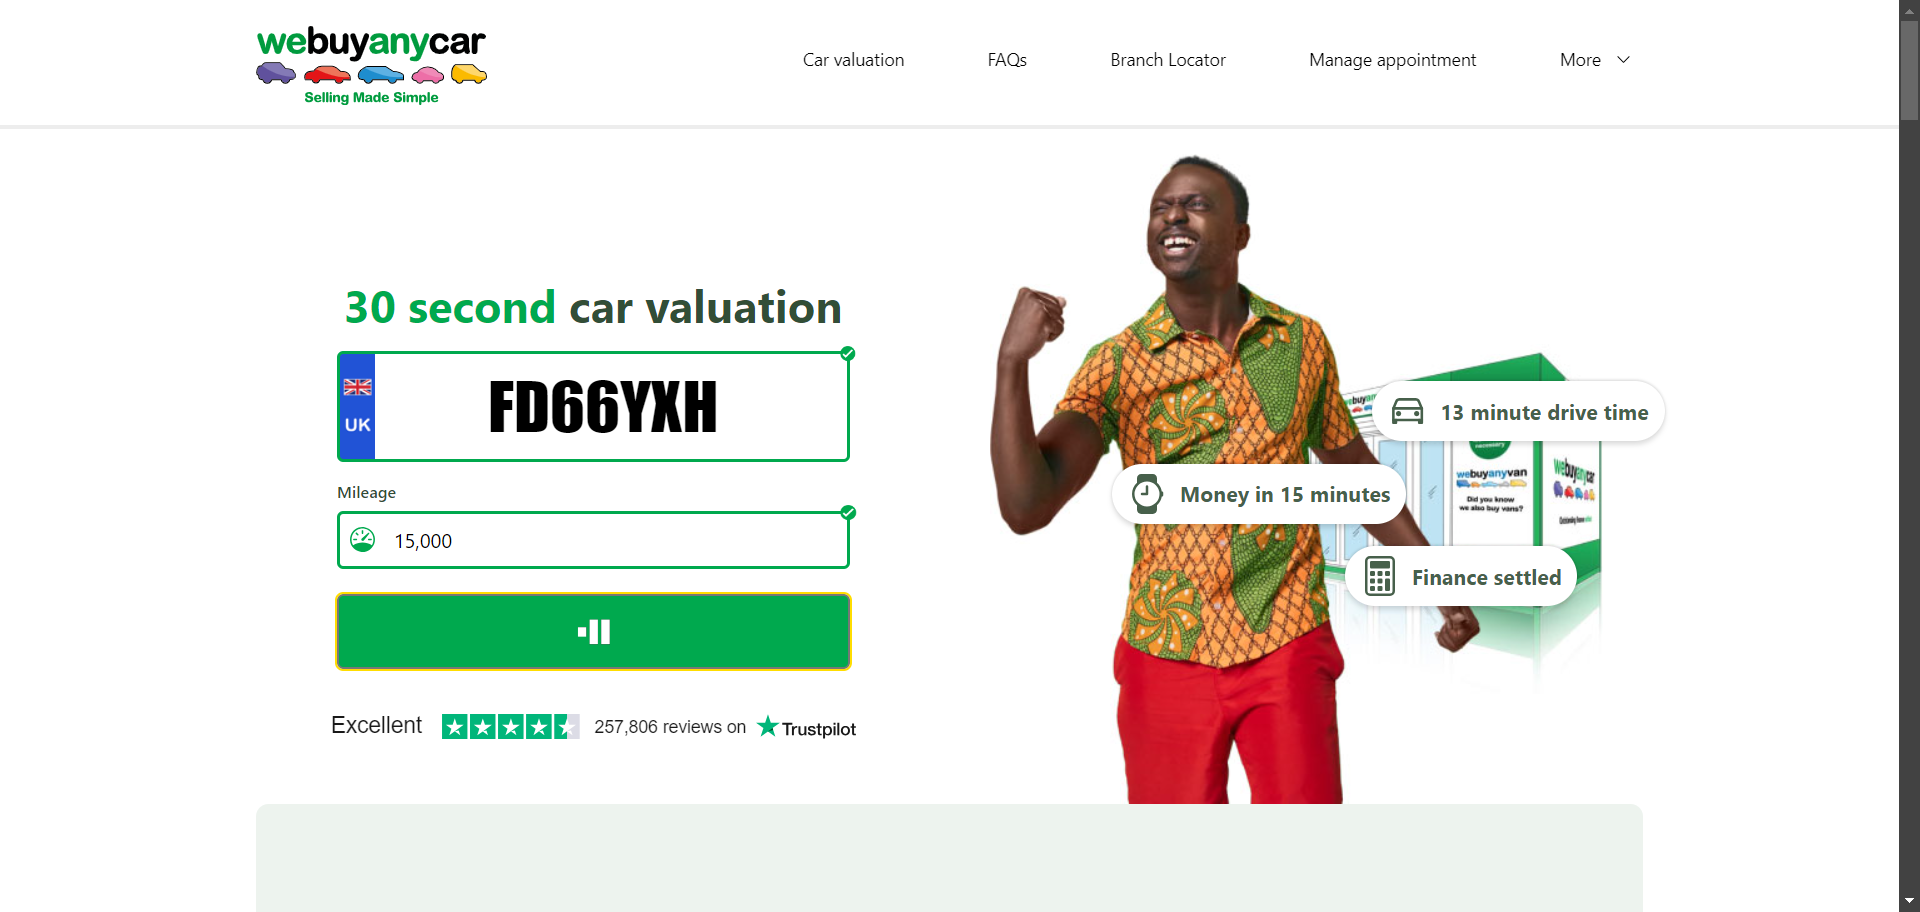 webuyanycar
Selling Made Simple
Car valuation
FAQs
Branch Locator
Manage appointment
More
30 second car valuation
UK
FD66YXH
Mileage
15,000
Excellent
257,806 reviews on
Trustpilot
13 minute drive time
Money in 15 minutes
Finance settled
webuyanyvan
Did you know
we also buy vans?
webuyanycar